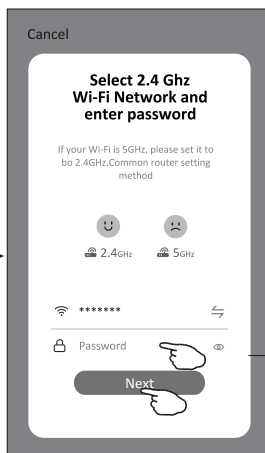 Cancel
Select 2.4 Ghz
Wi-Fi Network and
enter password
If your Wi-Fi is 5GHz, please set it to
bo 2.4GHz.Common router setting
method
2.4GHz 5GHz
*******
Password
Next